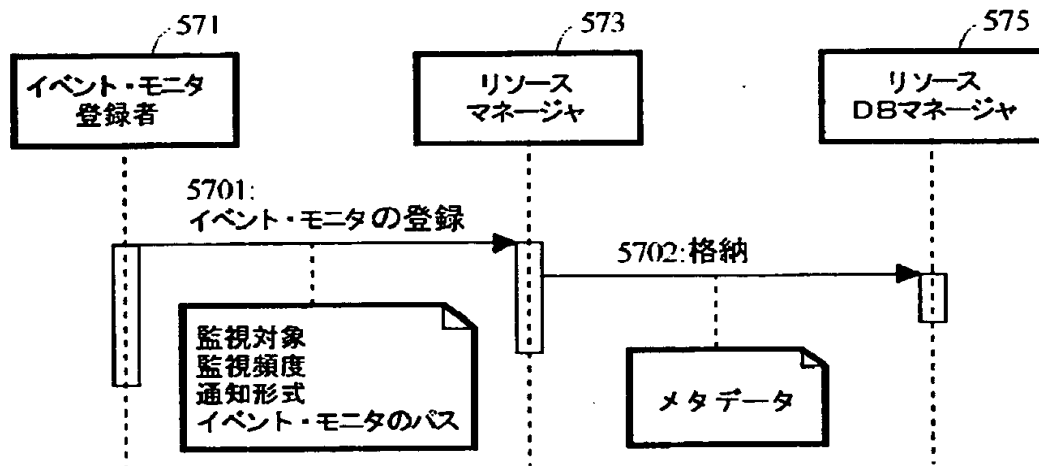 571
573
575
イベント・モニタ
登録者
リソース
マネージャ
リソース
DBマネージャ
5701:
イベント・モニタの登録
5702:格納
監視対象
監視頻度
通知形式
イベント・モニタのパス
メタデータ